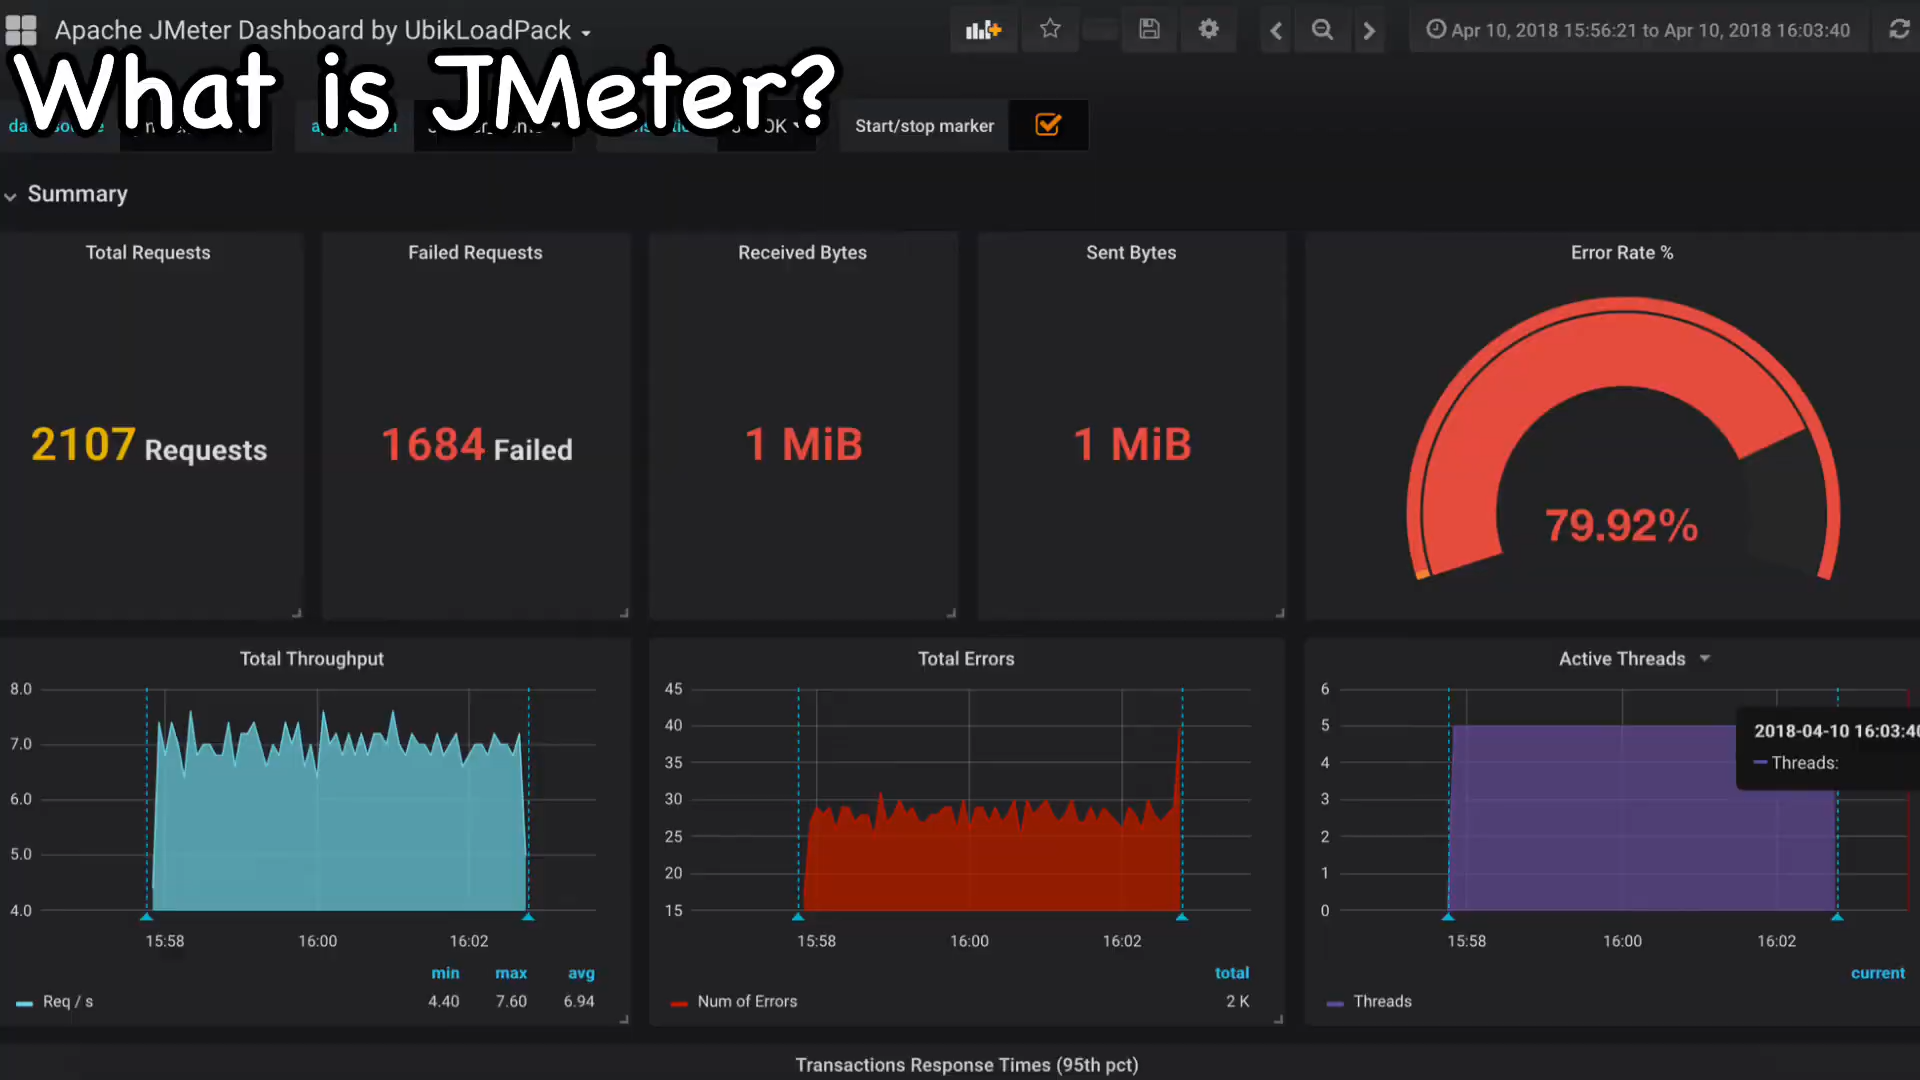 Apache JMeter Dashboard by UbikLoadPack
Apr 10, 2018 15:56:21 to Apr 10, 2018 16:03:40
What is JMeter?
Start/stop marker
Summary
Total Requests
Failed Requests
Received Bytes
Sent Bytes
Error Rate %
2107 Requests
1684 Failed
1 MiB
1 MiB
79.92%
Total Throughput
8.0
7.0
6.0
5.0
4.0
15:58 16:00 16:02
min max avg
Req / s 4.40 7.60 6.94
Total Errors
45
40
35
30
25
20
15
15:58 16:00 16:02
total
Num of Errors 2 K
Active Threads
6
5
4
3
2
1
0
2018-04-10 16:03:40
Threads:
15:58 16:00 16:02
current
Threads
Transactions Response Times (95th pct)